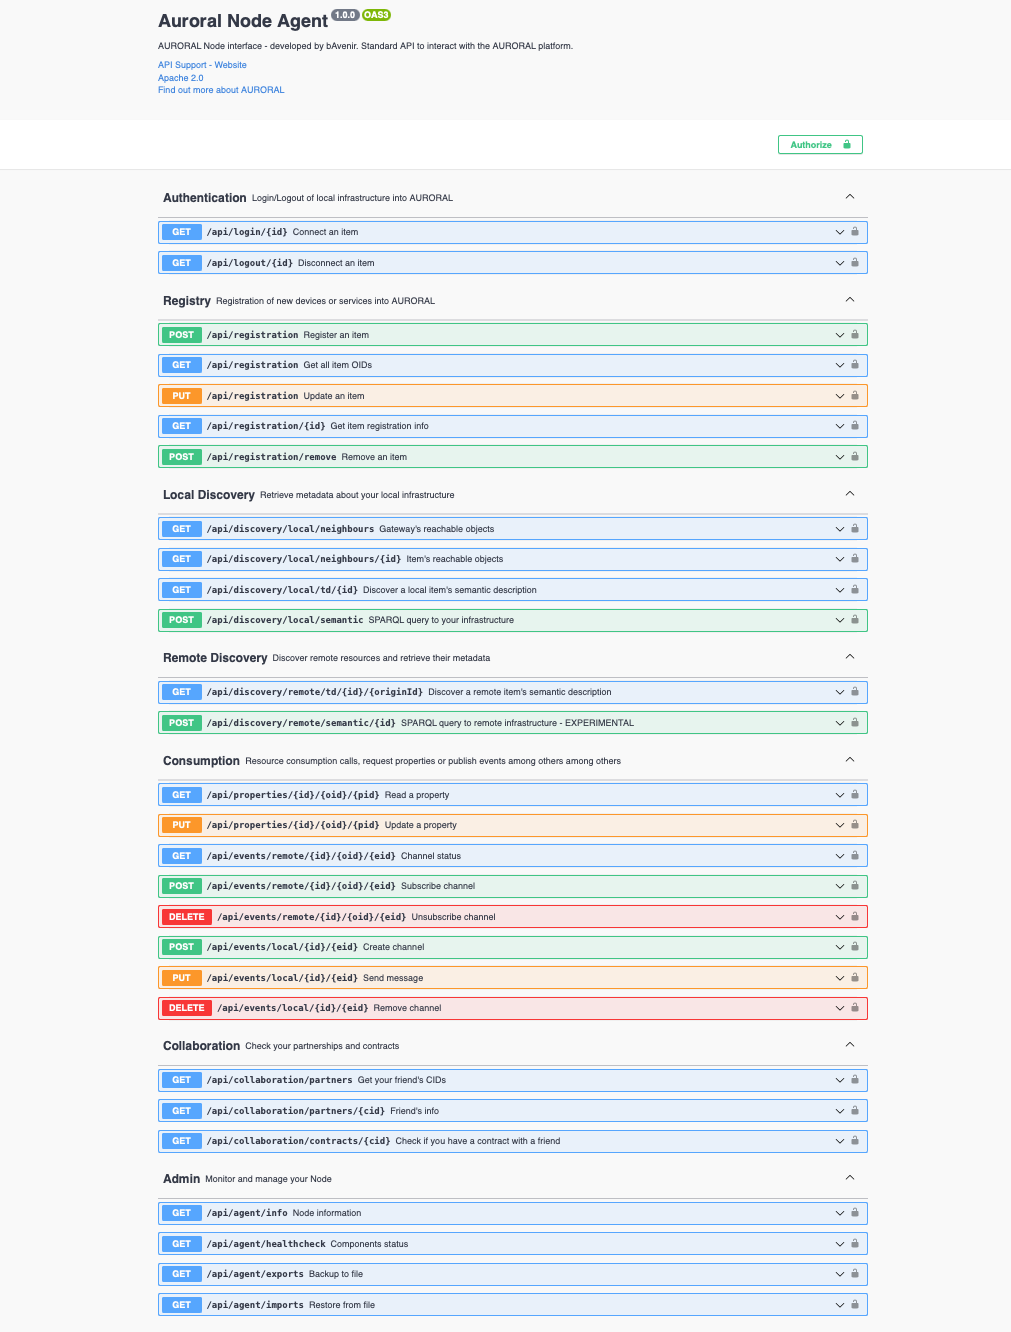 Auroral Node Agent 1.0.0 OAS3
AURORAL Node interface - developed by bAvenir. Standard API to interact with the AURORAL platform.
API Support - Website
Apache 2.0
Find out more about AURORAL
Authorize
Authentication Login/Logout of local infrastructure into AURORAL
GET /api/login/{id} Connect an item
GET /api/logout/{id} Disconnect an item
Registry Registration of new devices or services into AURORAL
POST /api/registration Register an item
GET /api/registration Get all item OIDs
PUT /api/registration Update an item
GET /api/registration/{id} Get item registration info
POST /api/registration/remove Remove an item
Local Discovery Retrieve metadata about your local infrastructure
GET /api/discovery/local/neighbours Gateway's reachable objects
GET /api/discovery/local/neighbours/{id} Item's reachable objects
GET /api/discovery/local/td/{id} Discover a local item's semantic description
POST /api/discovery/local/semantic SPARQL query to your infrastructure
Remote Discovery Discover remote resources and retrieve their metadata
GET /api/discovery/remote/td/{id}/{originId} Discover a remote item's semantic description
POST /api/discovery/remote/semantic/{id} SPARQL query to remote infrastructure - EXPERIMENTAL
Consumption Resource consumption calls, request properties or publish events among others among others
GET /api/properties/{id}/{oid}/{pid} Read a property
PUT /api/properties/{id}/{oid}/{pid} Update a property
GET /api/events/remote/{id}/{oid}/{eid} Channel status
POST /api/events/remote/{id}/{oid}/{eid} Subscribe channel
DELETE /api/events/remote/{id}/{oid}/{eid} Unsubscribe channel
POST /api/events/local/{id}/{eid} Create channel
PUT /api/events/local/{id}/{eid} Send message
DELETE /api/events/local/{id}/{eid} Remove channel
Collaboration Check your partnerships and contracts
GET /api/collaboration/partners Get your friend's CIDs
GET /api/collaboration/partners/{cid} Friend's info
GET /api/collaboration/contracts/{cid} Check if you have a contract with a friend
Admin Monitor and manage your Node
GET /api/agent/info Node information
GET /api/agent/healthcheck Components status
GET /api/agent/exports Backup to file
GET /api/agent/imports Restore from file